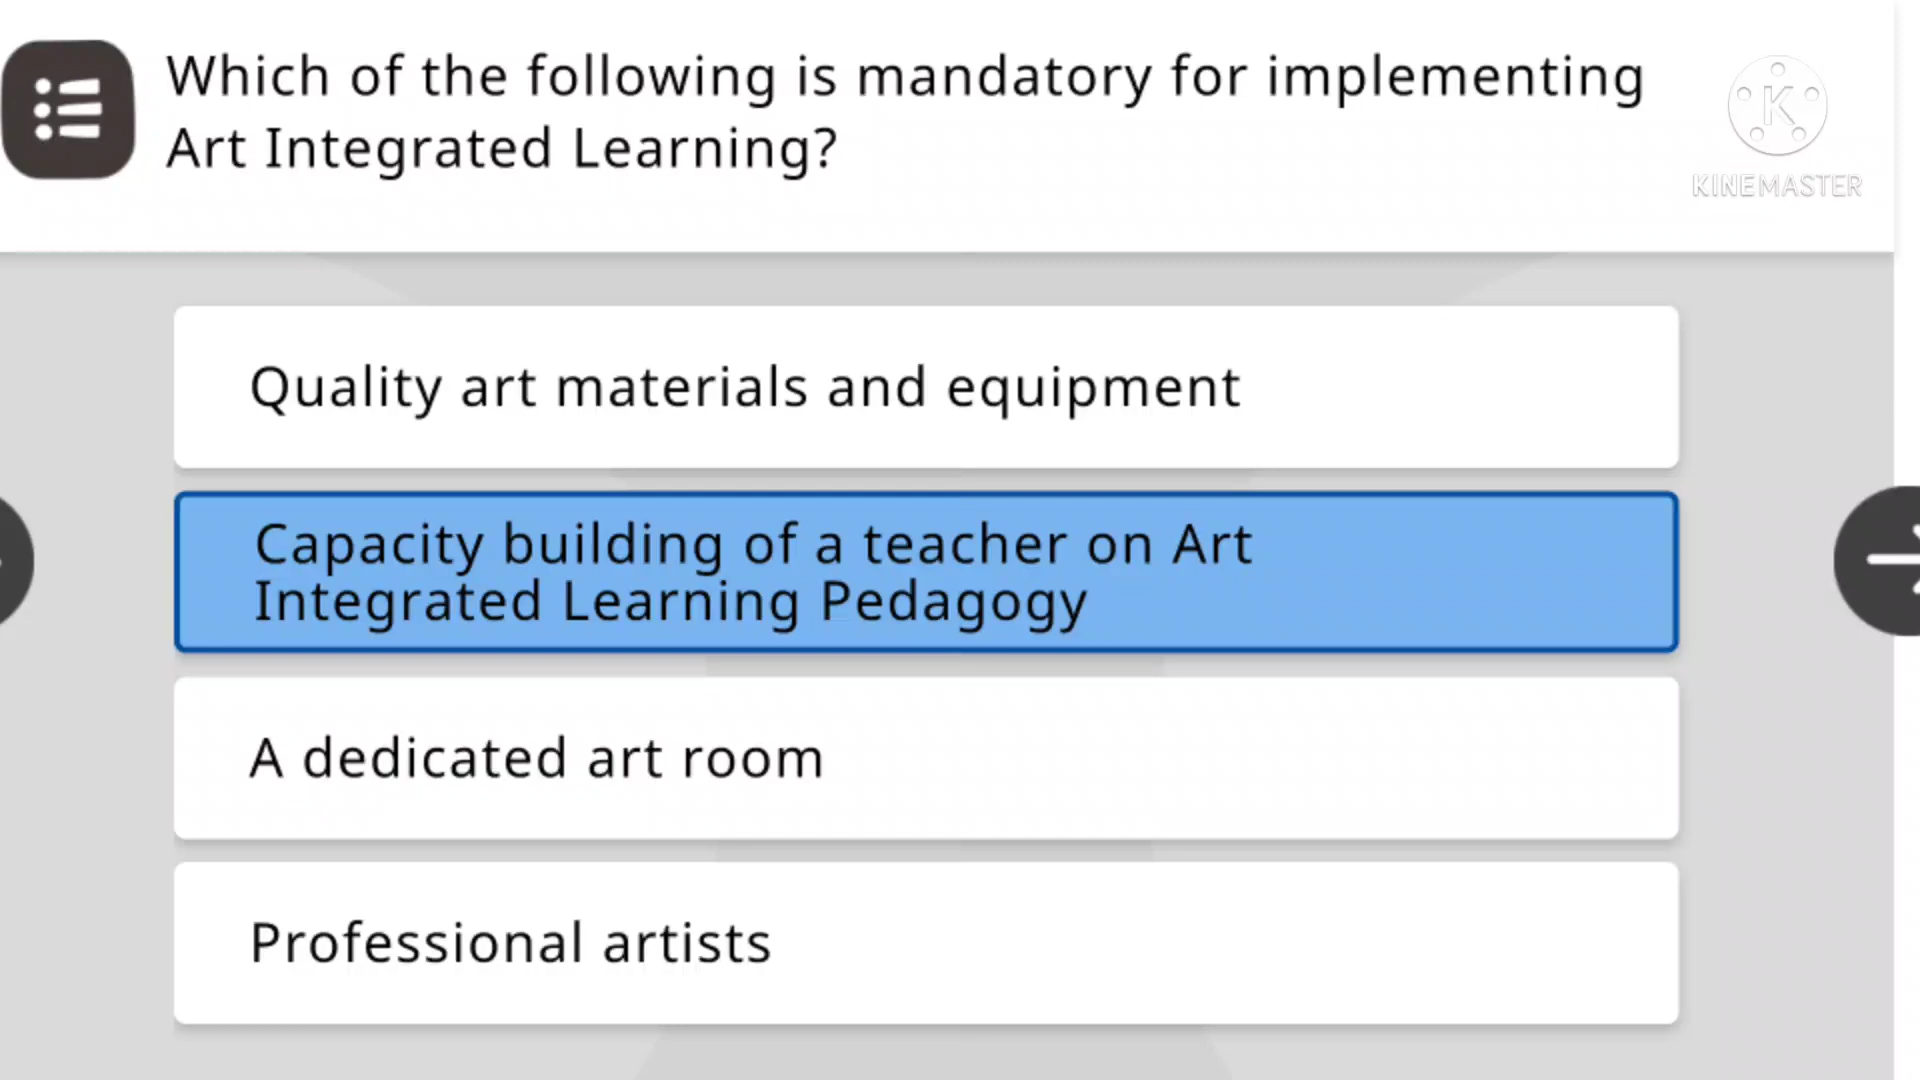 Which of the following is mandatory for implementing
Art Integrated Learning?
K
KINEMASTER
Quality art materials and equipment
Capacity building of a teacher on Art
Integrated Learning Pedagogy
A dedicated art room
Professional artists